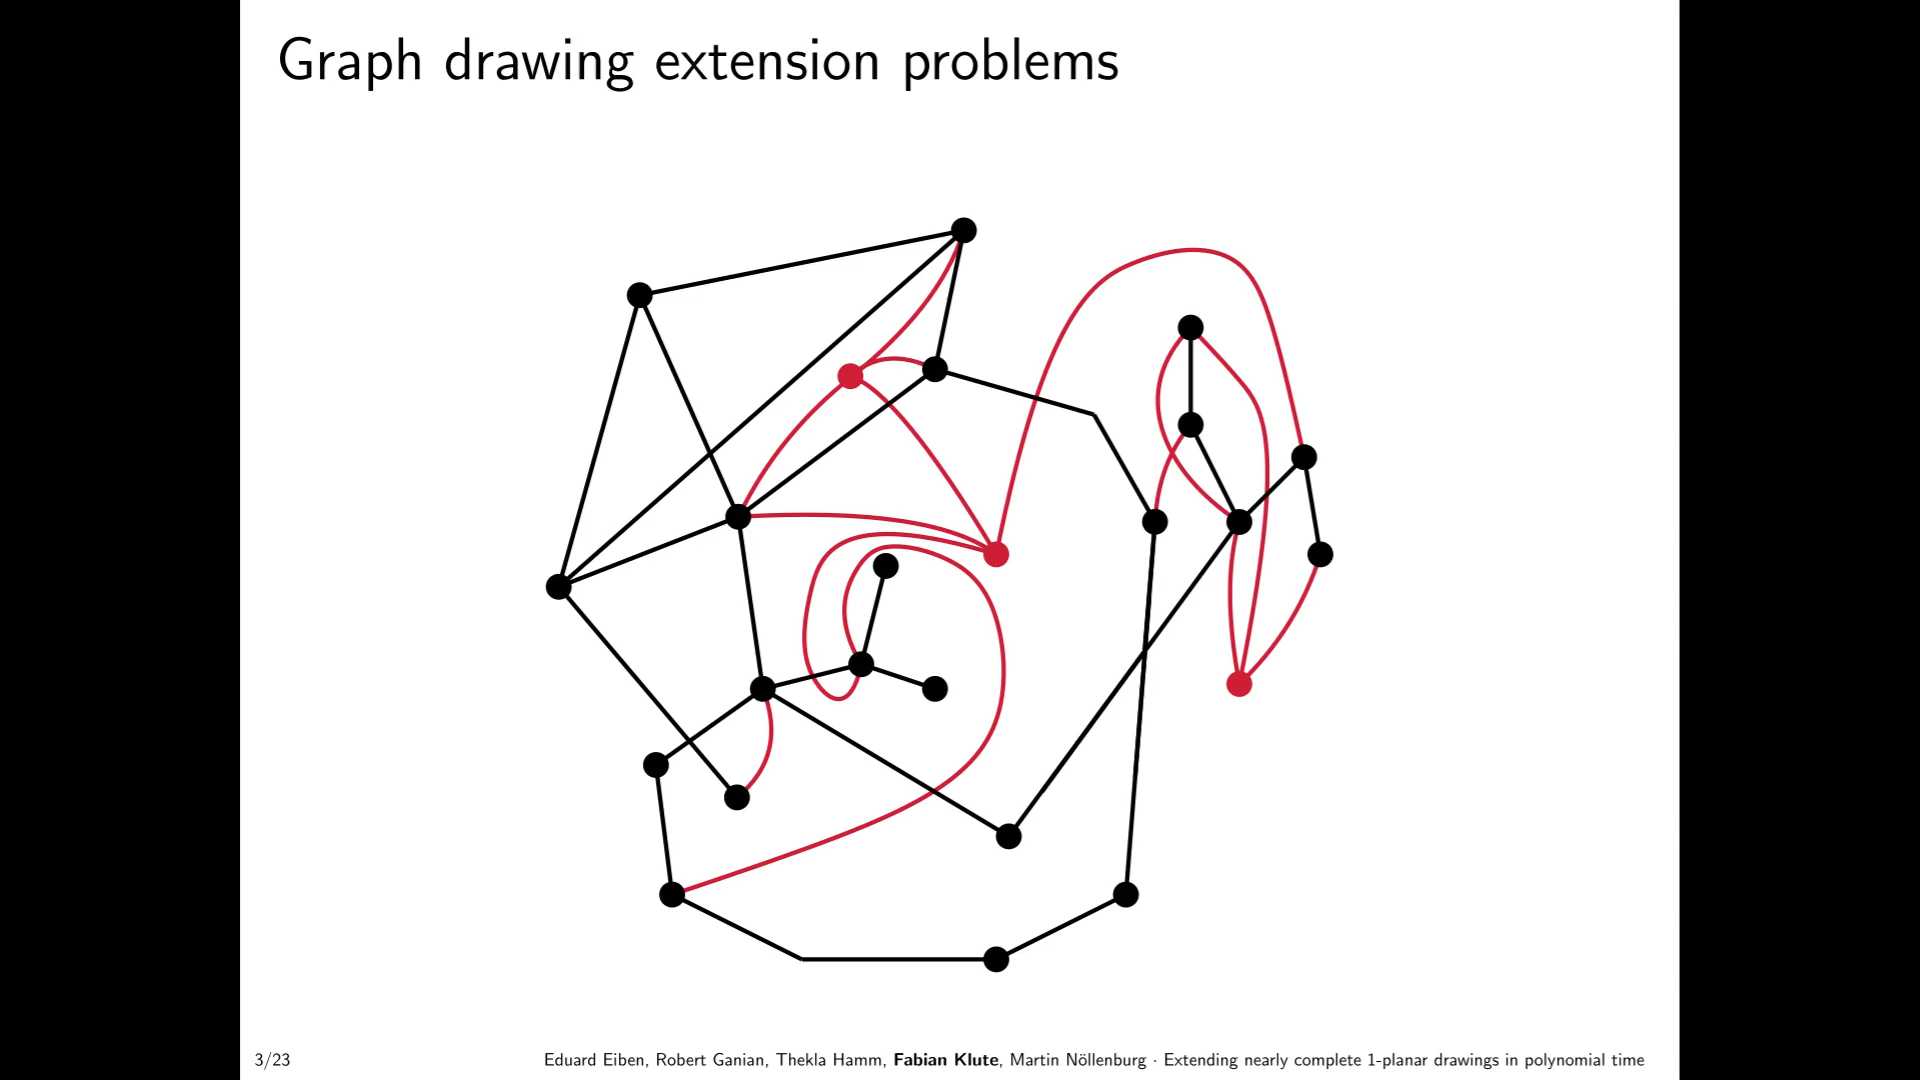 Graph drawing extension problems
3/23
Eduard Eiben, Robert Ganian, Thekla Hamm, Fabian Klute, Martin Nöllenburg · Extending nearly complete 1-planar drawings in polynomial time